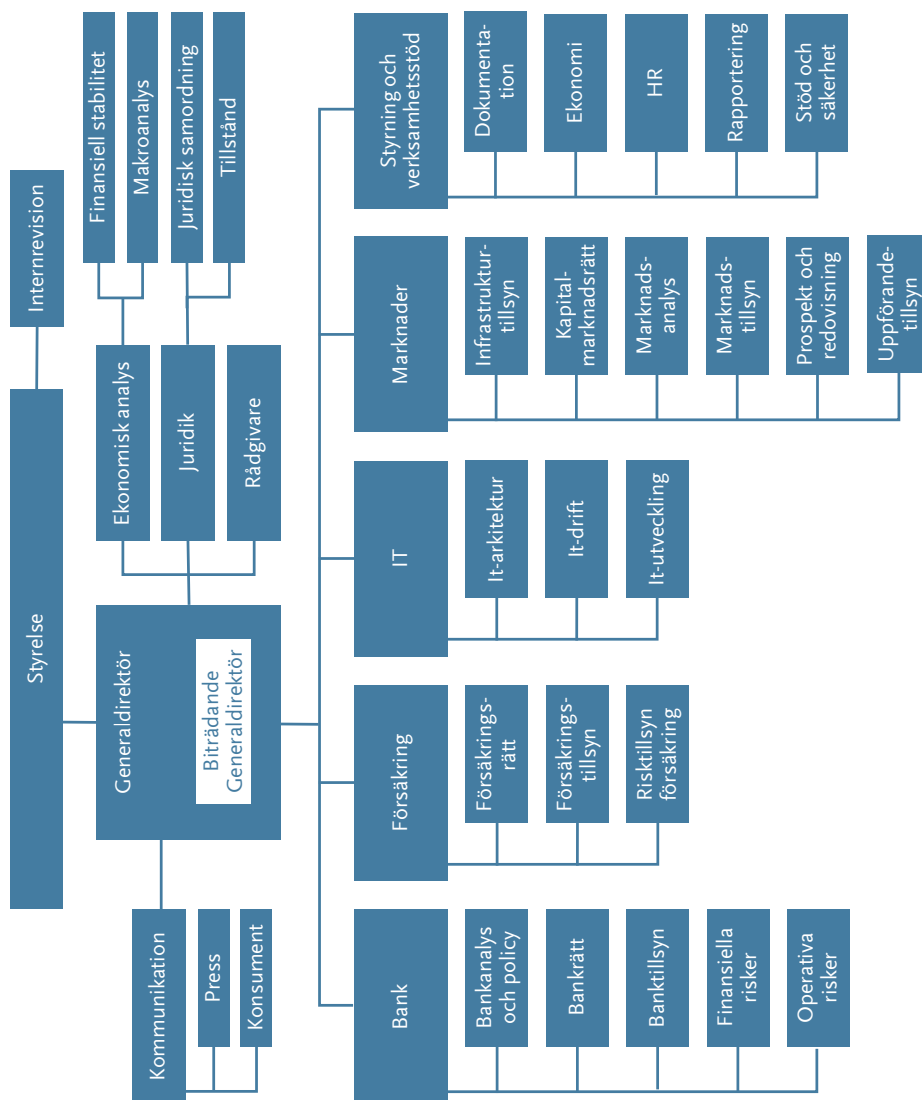 Styrelse
Internrevision
Generaldirektör
Biträdande
Generaldirektör
Kommunikation
Press
Konsument
Ekonomisk analys
Finansiell stabilitet
Makroanalys
Juridik
Juridisk samordning
Tillstånd
Rådgivare
Bank
Bankanalys
och policy
Bankrätt
Banktillsyn
Finansiella
risker
Operativa
risker
Försäkring
Försäkrings-
rätt
Försäkrings-
tillsyn
Risktillsyn
försäkring
IT
It-arkitektur
It-drift
It-utveckling
Marknader
Infrastruktur-
tillsyn
Kapital-
marknadsrätt
Marknads-
analys
Marknads-
tillsyn
Prospekt och
redovisning
Uppförande-
tillsyn
Styrning och
verksamhetsstöd
Dokumenta-
tion
Ekonomi
HR
Rapportering
Stöd och
säkerhet